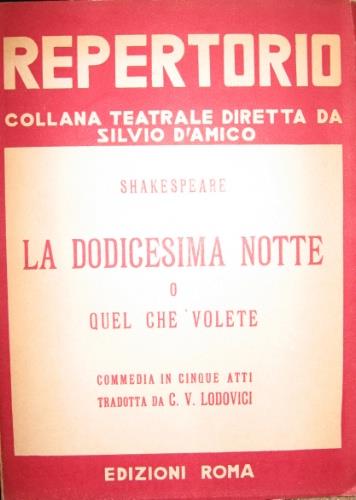 REPERTORIO
COLLANA TEATRALE DIRETTA DA
SILVIO D'AMICO
SHAKESPEARE
LA DODICESIMA NOTTE
O
QUEL CHE VOLETE
COMMEDIA IN CINQUE ATTI
TRADOTTA DA C. V. LODOVICI
EDIZIONI ROMA